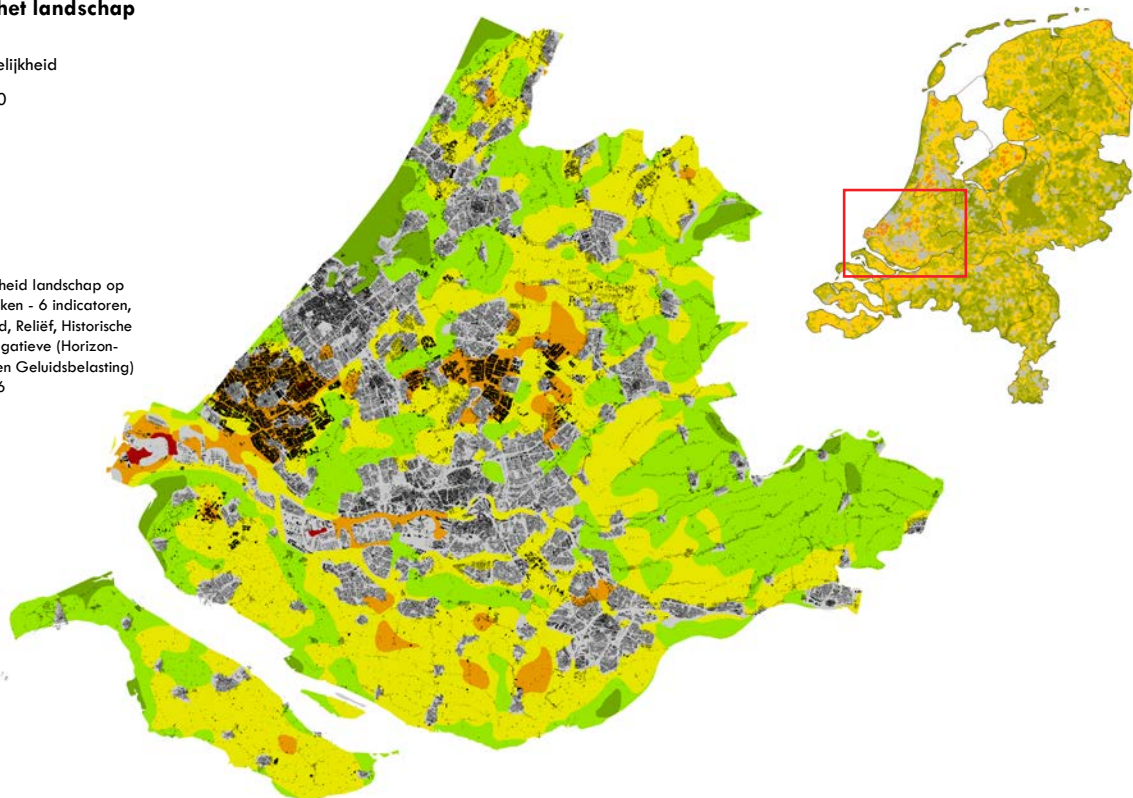 het landschap
elijkheid
0
heid landschap op
ken - 6 indicatoren,
d, Reliëf, Historische
gatieve (Horizon-
en Geluidsbelasting)
6